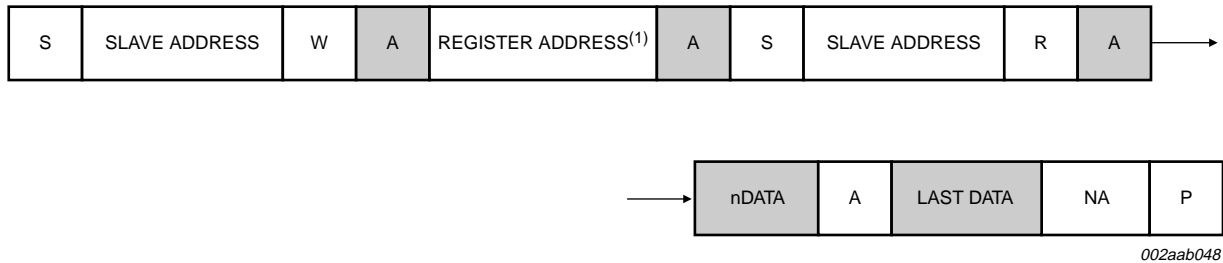 S SLAVE ADDRESS W A REGISTER ADDRESS(1) A S SLAVE ADDRESS R A
nDATA A LAST DATA NA P
002aab048